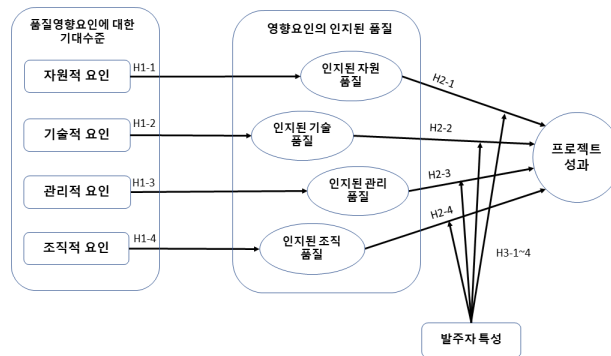 품질영향요인에 대한
기대수준
영향요인의 인지된 품질
자원적 요인
H1-1
인지된 자원
품질
H2-1
기술적 요인
H1-2
인지된 기술
품질
H2-2
프로젝트
성과
관리적 요인
H1-3
인지된 관리
품질
H2-3
조직적 요인
H1-4
인지된 조직
품질
H2-4
H3-1~4
발주자 특성